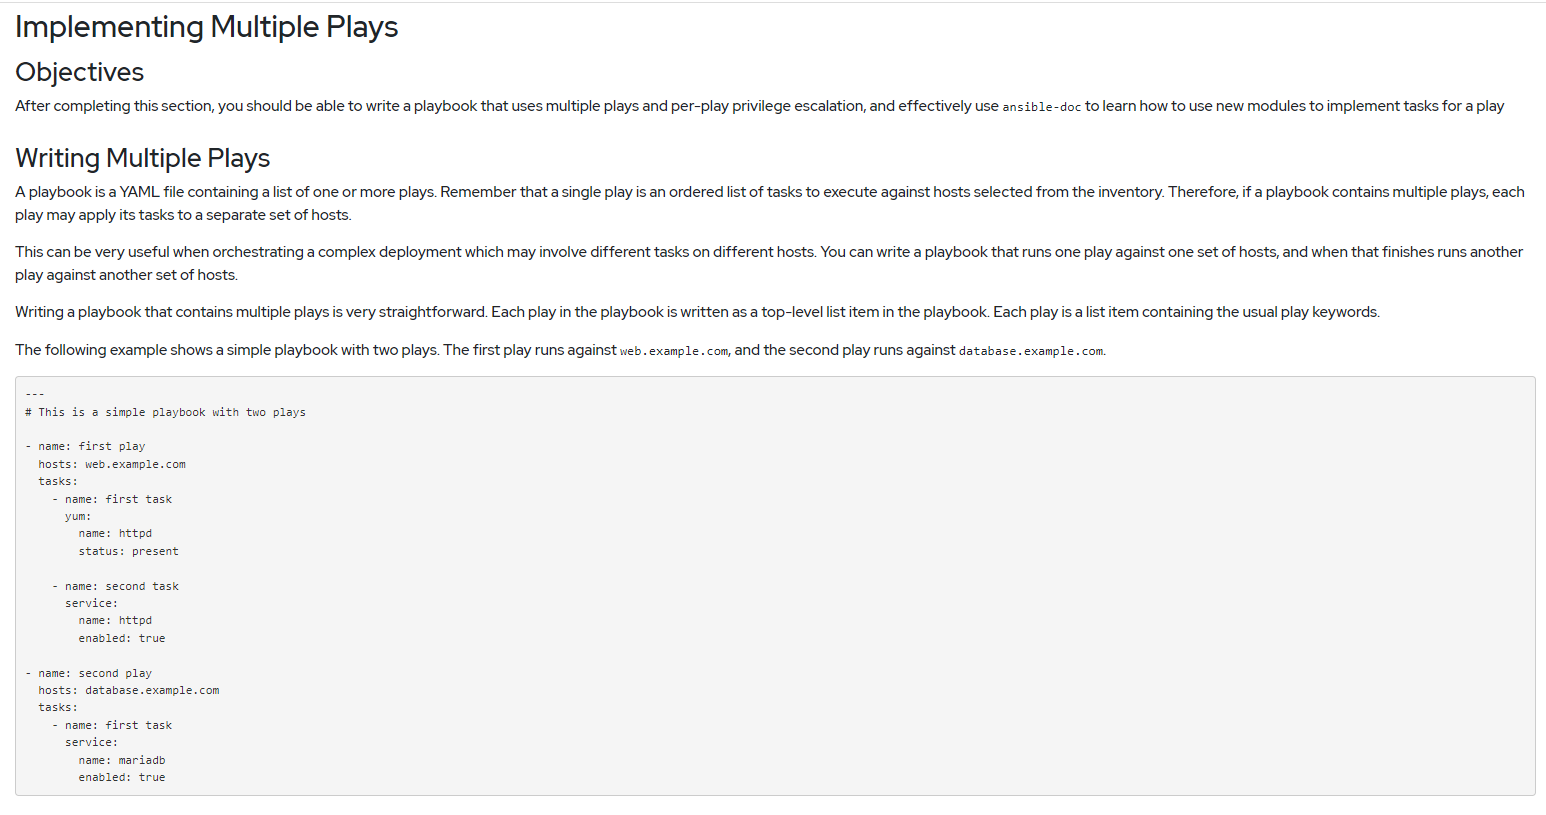 Implementing Multiple Plays
Objectives
After completing this section, you should be able to write a playbook that uses multiple plays and per-play privilege escalation, and effectively use ansible-doc to learn how to use new modules to implement tasks for a play
Writing Multiple Plays
A playbook is a YAML file containing a list of one or more plays. Remember that a single play is an ordered list of tasks to execute against hosts selected from the inventory. Therefore, if a playbook contains multiple plays, each
play may apply its tasks to a separate set of hosts.
This can be very useful when orchestrating a complex deployment which may involve different tasks on different hosts. You can write a playbook that runs one play against one set of hosts, and when that finishes runs another
play against another set of hosts.
Writing a playbook that contains multiple plays is very straightforward. Each play in the playbook is written as a top-level list item in the playbook. Each play is a list item containing the usual play keywords.
The following example shows a simple playbook with two plays. The first play runs against web.example.com, and the second play runs against database.example.com.
---
# This is a simple playbook with two plays
- name: first play
  hosts: web.example.com
  tasks:
    - name: first task
      yum:
        name: httpd
        status: present
    - name: second task
      service:
        name: httpd
        enabled: true
- name: second play
  hosts: database.example.com
  tasks:
    - name: first task
      service:
        name: mariadb
        enabled: true